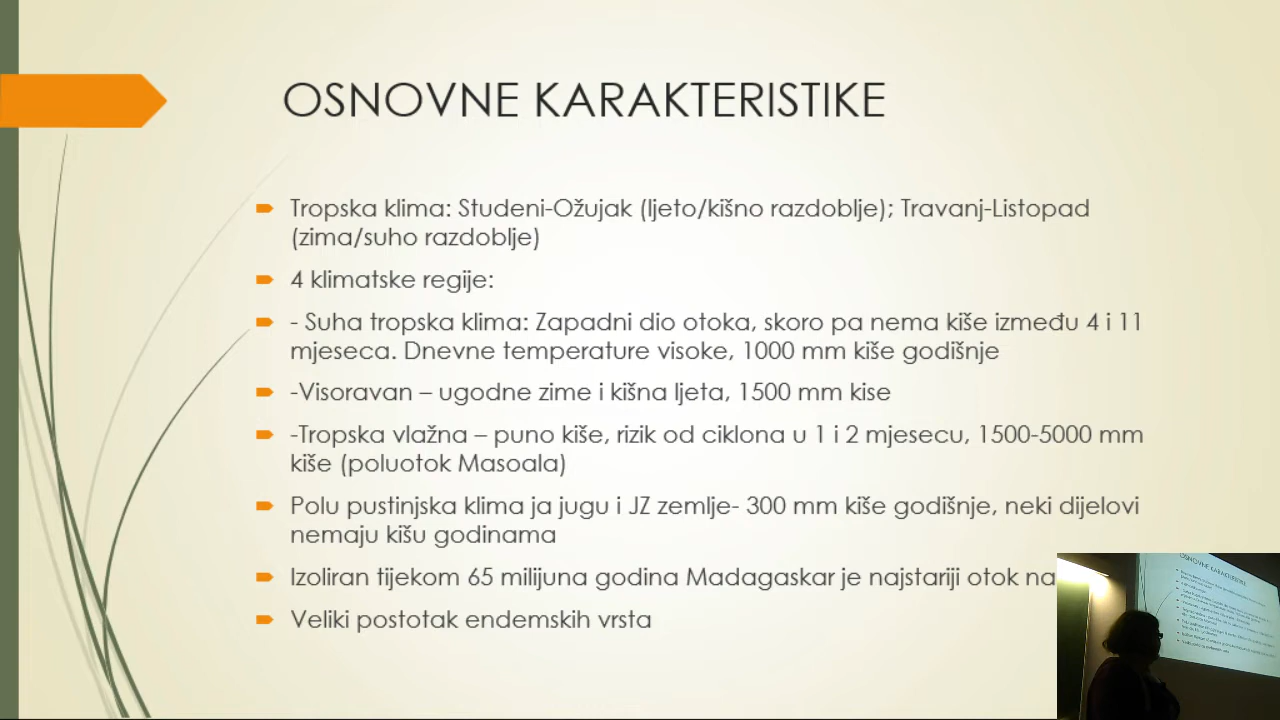 OSNOVNE KARAKTERISTIKE
Tropska klima: Studeni-Ožujak (ljeto/kišno razdoblje); Travanj-Listopad
(zima/suho razdoblje)
4 klimatske regije:
- Suha tropska klima: Zapadni dio otoka, skoro pa nema kiše između 4 i 11
mjeseca. Dnevne temperature visoke, 1000 mm kiše godišnje
-Visoravan – ugodne zime i kišna ljeta, 1500 mm kise
-Tropska vlažna – puno kiše, rizik od ciklona u 1 i 2 mjesecu, 1500-5000 mm
kiše (poluotok Masoala)
Polu pustinjska klima ja jugu i JZ zemlje- 300 mm kiše godišnje, neki dijelovi
nemaju kišu godinama
Izoliran tijekom 65 milijuna godina Madagaskar je najstariji otok na
Veliki postotak endemskih vrsta
OSNOVNE KARAKTERISTIKE